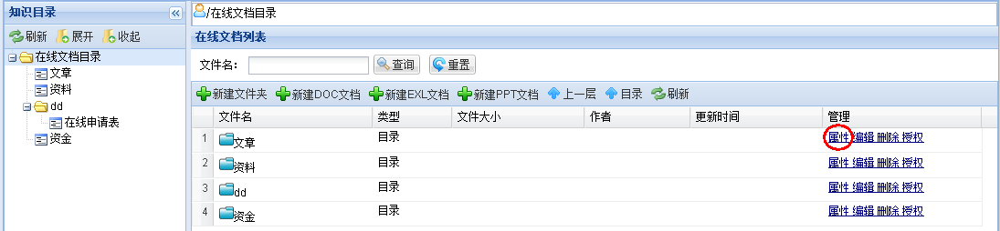 知识目录
刷新 展开 收起
在线文档目录
文章
资料
dd
在线申请表
资金
/在线文档目录
在线文档列表
文件名: 查询 重置
新建文件夹 新建DOC文档 新建EXL文档 新建PPT文档 上一层 目录 刷新
文件名 类型 文件大小 作者 更新时间 管理
1 文章 目录 属性 编辑 删除 授权
2 资料 目录 属性 编辑 删除 授权
3 dd 目录 属性 编辑 删除 授权
4 资金 目录 属性 编辑 删除 授权